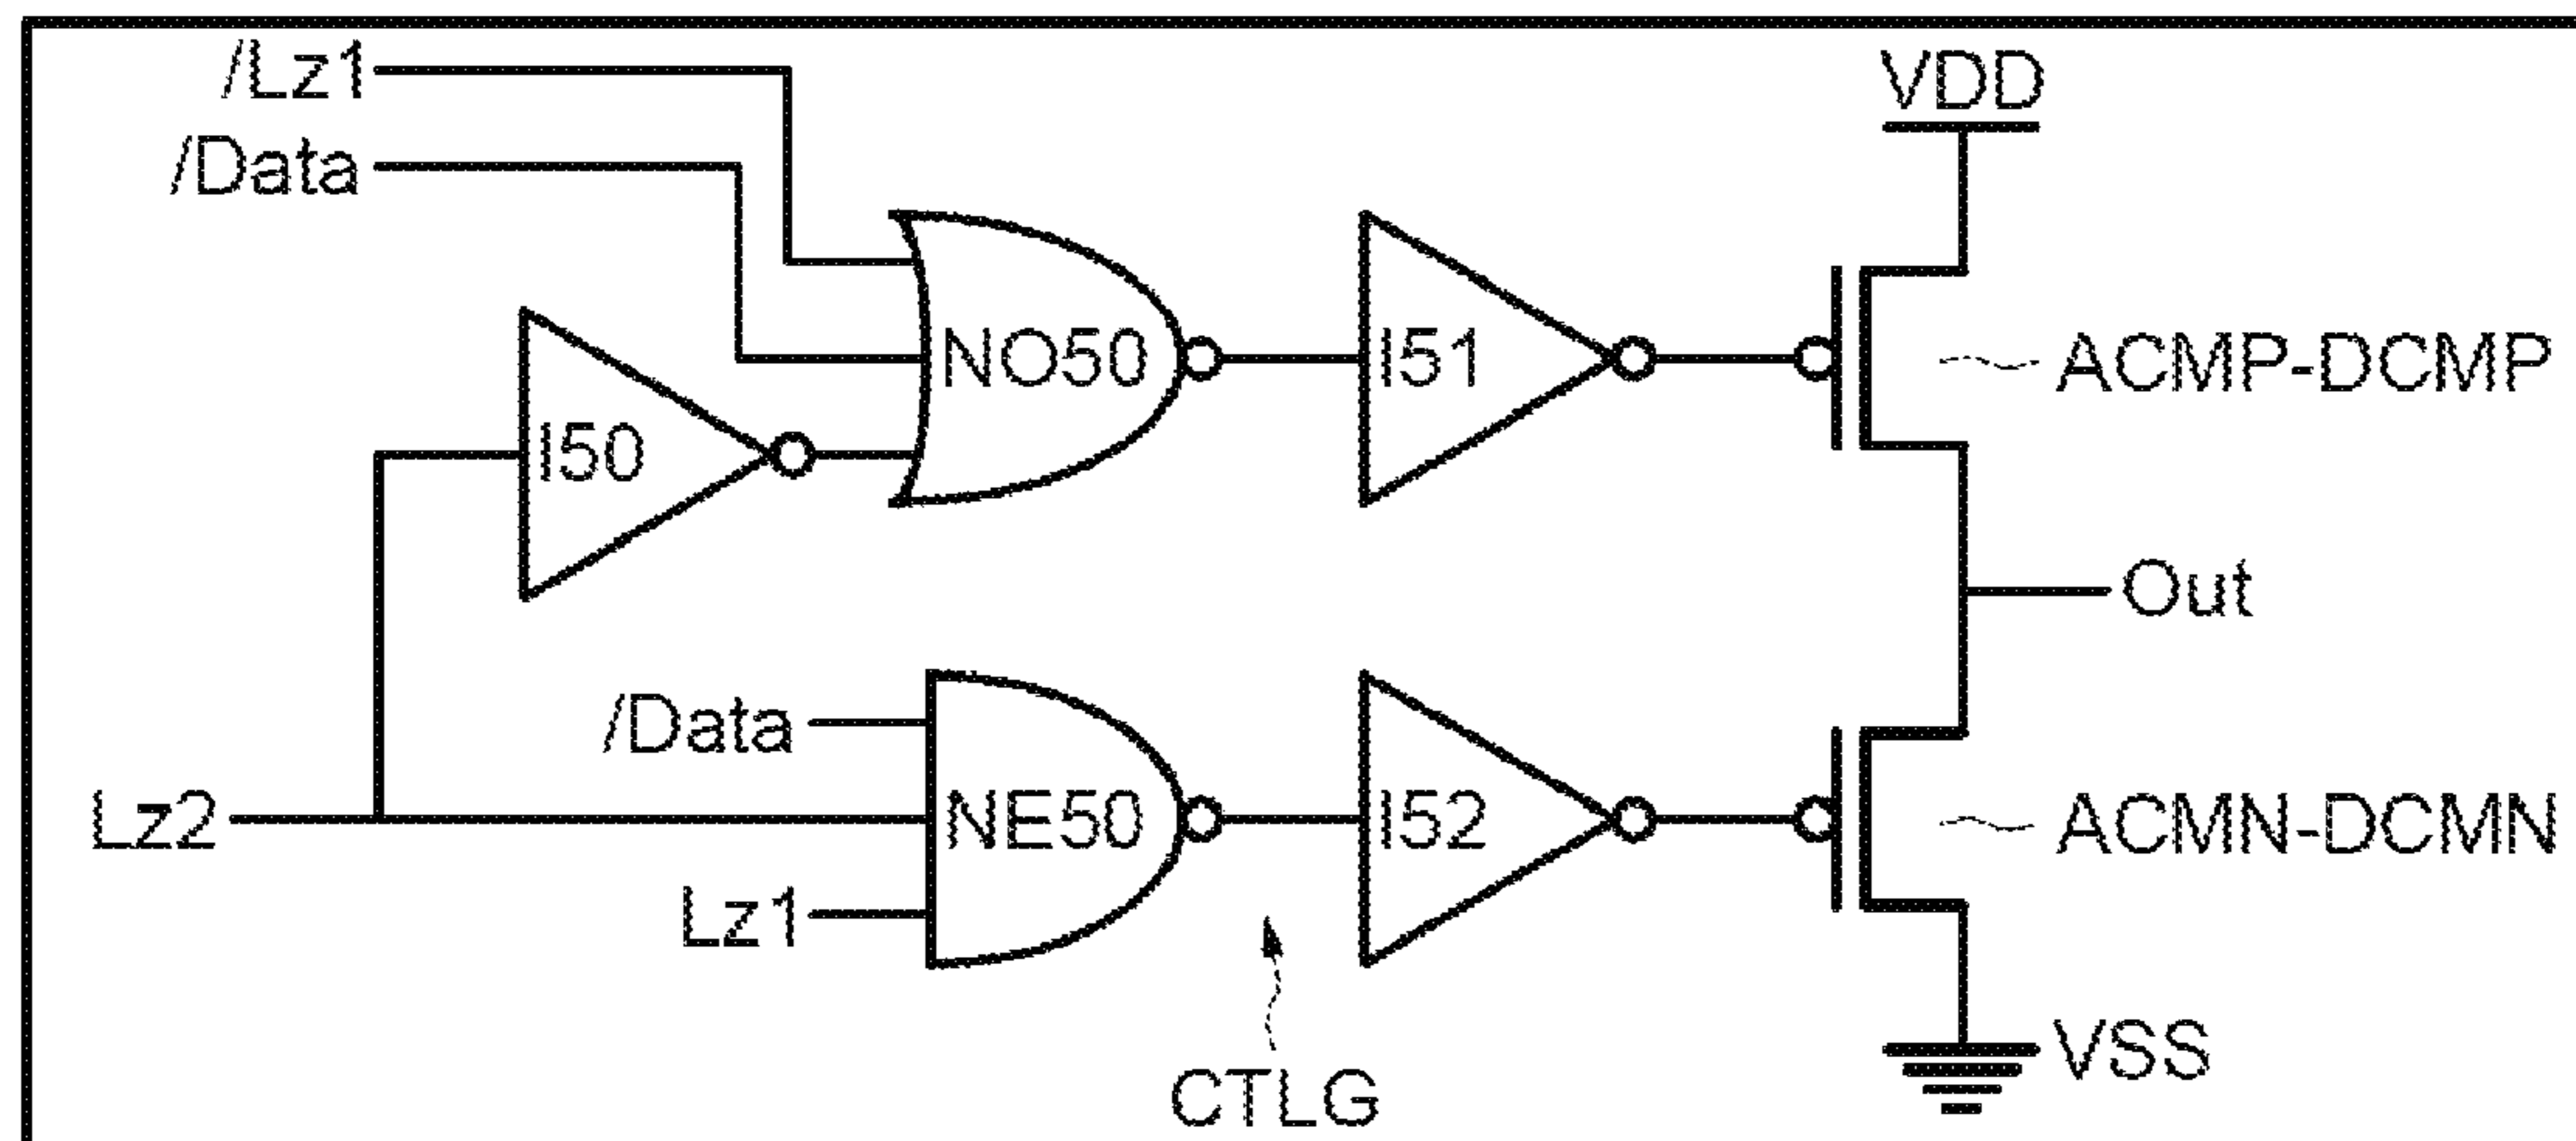 /Lz1
VDD
/Data
NO50
I51
ACMP-DCMP
I50
Out
/Data
Lz2
NE50
I52
ACMN-DCMN
Lz1
VSS
CTLG